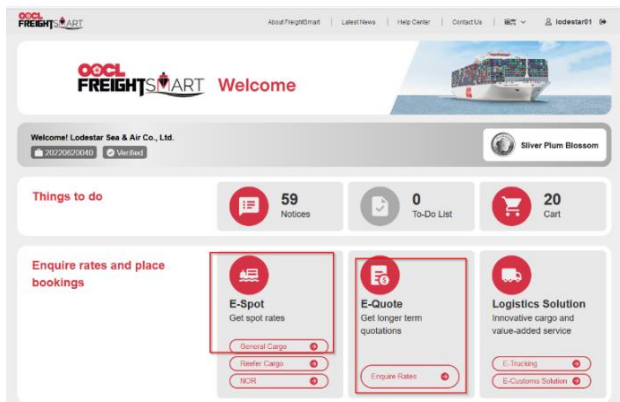 OOCL
FREIGHTSMART
About FreightSmart | Latest News | Help Center | Contact Us | lodestar01
OOCL
FREIGHTSMART Welcome
Welcome! Lodestar Sea & Air Co., Ltd.
20220620040 Verified
Sliver Plum Blossom
Things to do
59
Notices
0
To-Do List
20
Cart
Enquire rates and place
bookings
E-Spot
Get spot rates
General Cargo
Reefer Cargo
NOR
E-Quote
Get longer term
quotations
Enquire Rates
Logistics Solution
Innovative cargo and
value-added service
E-Trucking
E-Customs Solution